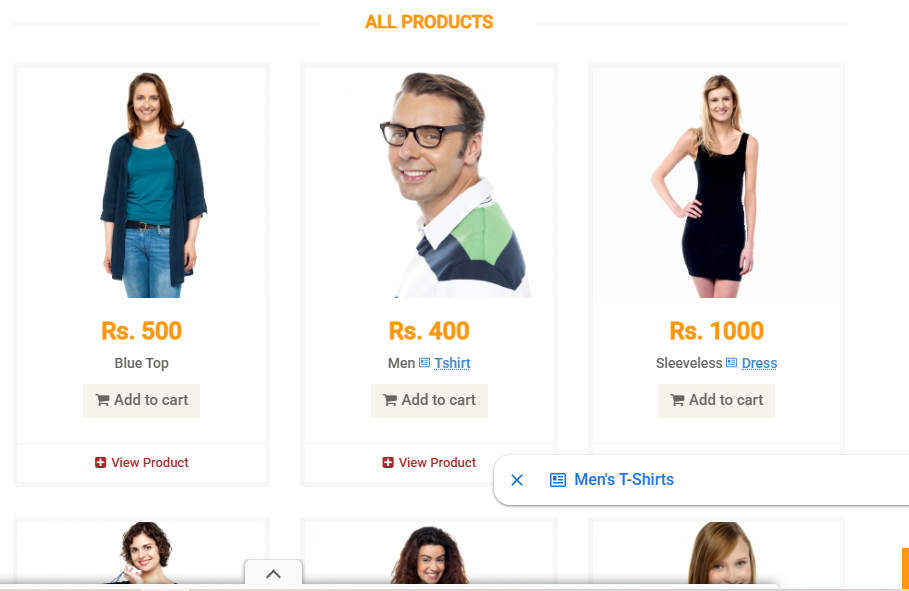 ALL PRODUCTS
Rs. 500
Blue Top
Add to cart
View Product
Rs. 400
Men Tshirt
Add to cart
View Product
Rs. 1000
Sleeveless Dress
Add to cart
Men's T-Shirts